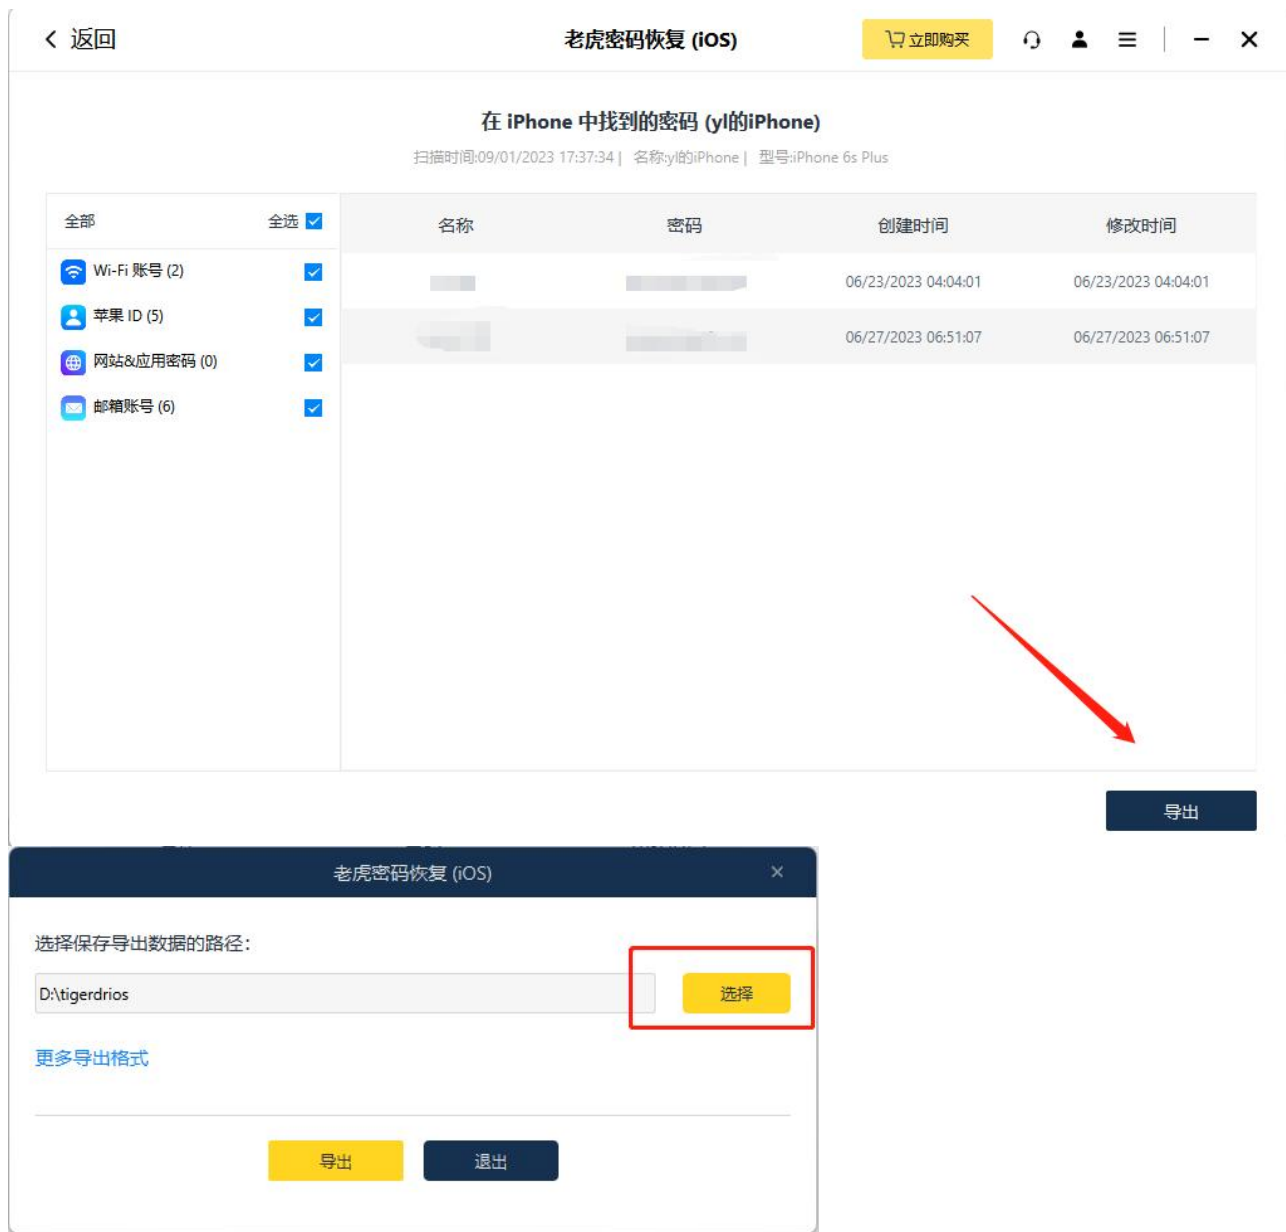 返回
老虎密码恢复 (iOS)
立即购买
在 iPhone 中找到的密码 (yl的iPhone)
扫描时间:09/01/2023 17:37:34 | 名称:yl的iPhone | 型号:iPhone 6s Plus
全部 全选
名称 密码 创建时间 修改时间
Wi-Fi 账号 (2)
苹果 ID (5)
网站&应用密码 (0)
邮箱账号 (6)
06/23/2023 04:04:01 06/23/2023 04:04:01
06/27/2023 06:51:07 06/27/2023 06:51:07
导出
老虎密码恢复 (iOS)
选择保存导出数据的路径：
D:\tigerdrios
选择
更多导出格式
导出
退出